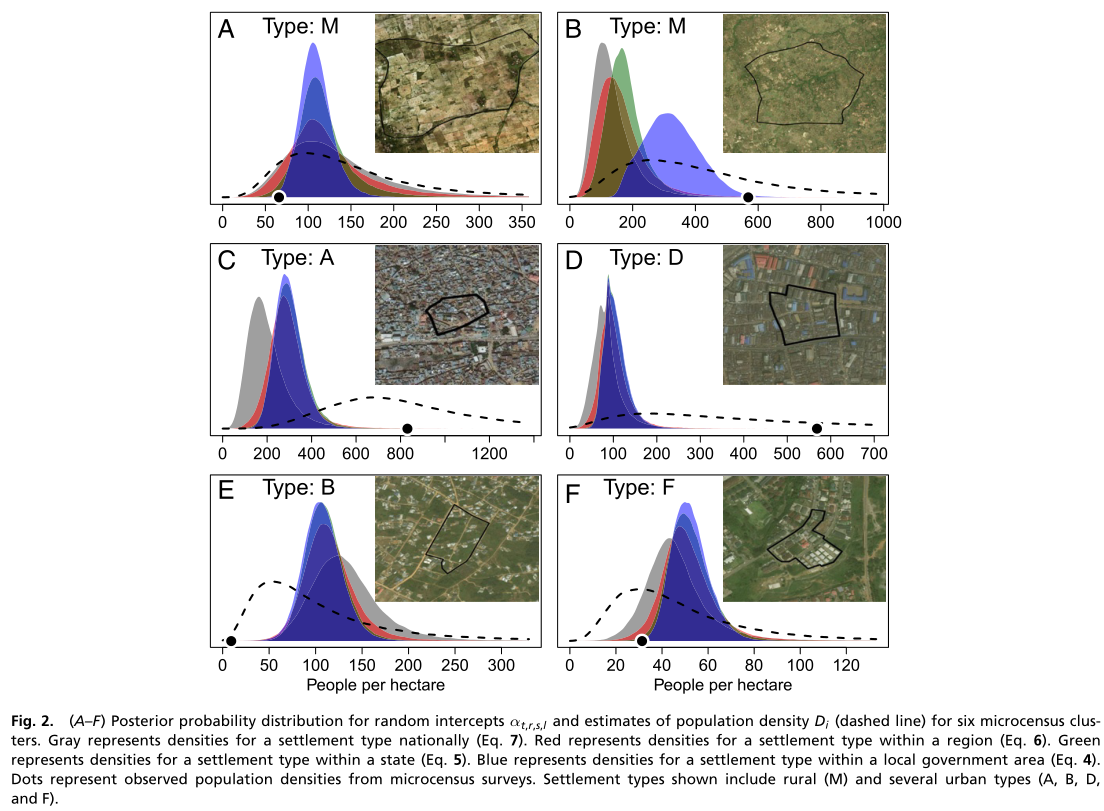 A Type: M
0 50 100 150 200 250 300 350
B Type: M
0 200 400 600 800 1000
C Type: A
0 200 400 600 800 1200
D Type: D
0 100 200 300 400 500 600 700
E Type: B
0 50 100 150 200 250 300
People per hectare
F Type: F
0 20 40 60 80 100 120
People per hectare
Fig. 2. (A–F) Posterior probability distribution for random intercepts αt,r,s,l and estimates of population density Di (dashed line) for six microcensus clus-
ters. Gray represents densities for a settlement type nationally (Eq. 7). Red represents densities for a settlement type within a region (Eq. 6). Green
represents densities for a settlement type within a state (Eq. 5). Blue represents densities for a settlement type within a local government area (Eq. 4).
Dots represent observed population densities from microcensus surveys. Settlement types shown include rural (M) and several urban types (A, B, D,
and F).